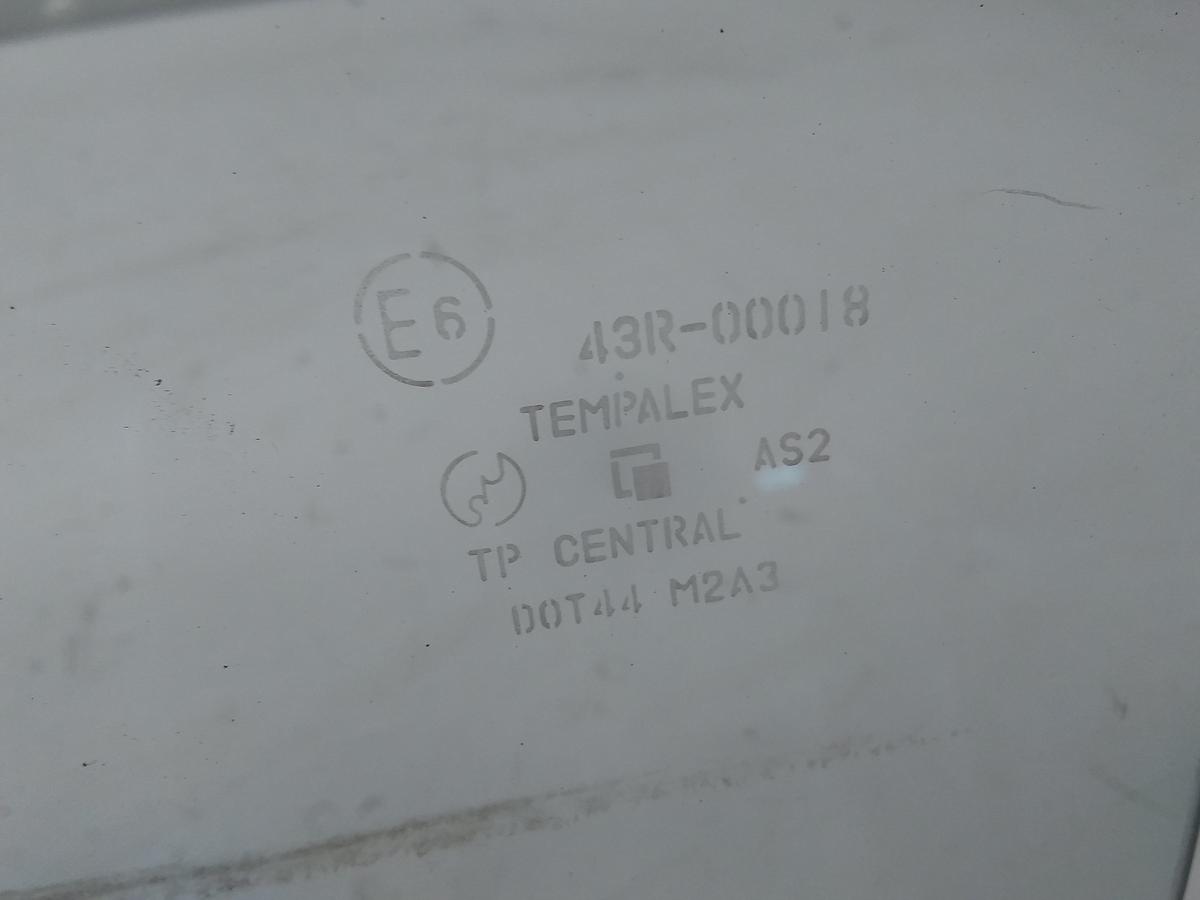 E6
43R-00018
TEMPALEX
AS2
TP CENTRAL
DOT44 M2A3